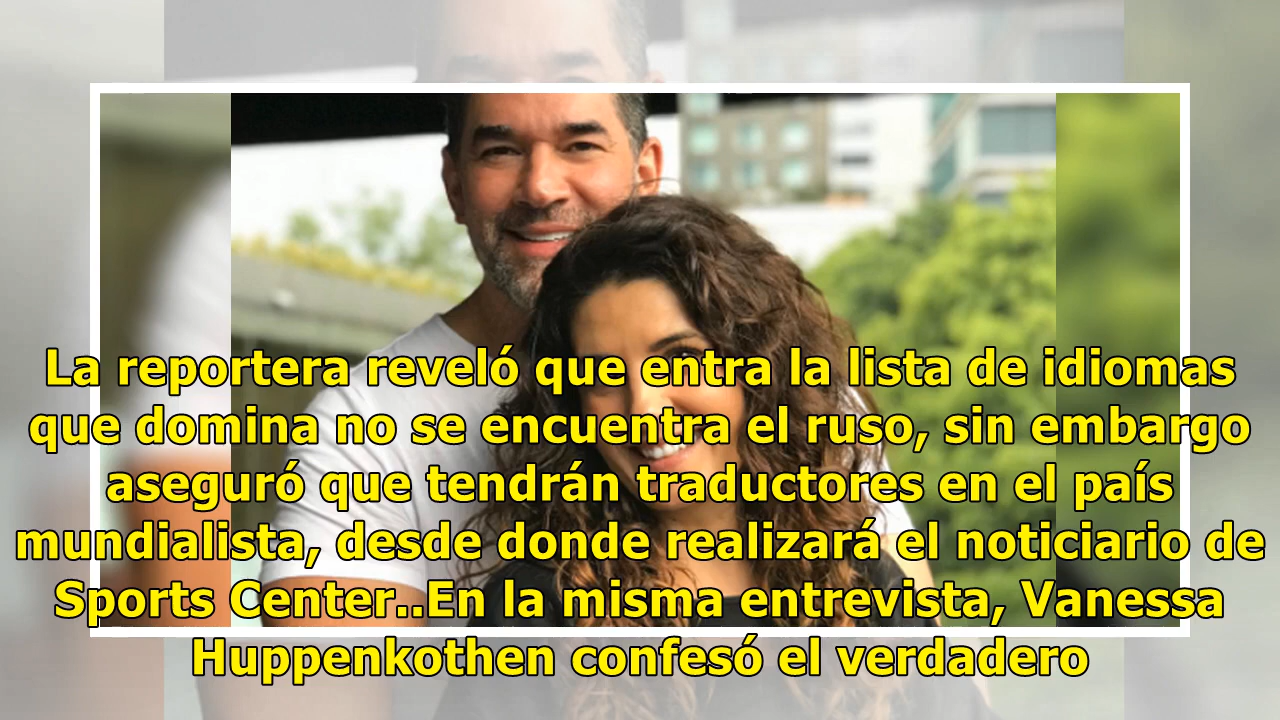 La reportera reveló que entra la lista de idiomas
que domina no se encuentra el ruso, sin embargo
aseguró que tendrán traductores en el país
mundialista, desde donde realizará el noticiario de
Sports Center..En la misma entrevista, Vanessa
Huppenkothen confesó el verdadero